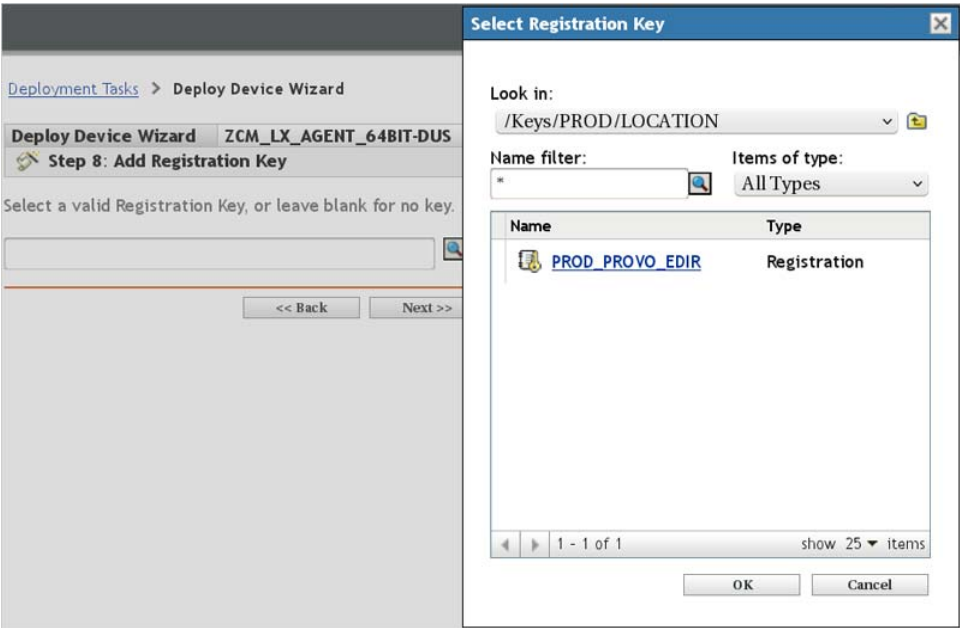 Deployment Tasks > Deploy Device Wizard
Deploy Device Wizard ZCM_LX_AGENT_64BIT-DUS
Step 8: Add Registration Key
Select a valid Registration Key, or leave blank for no key.
<< Back Next >>
Select Registration Key
Look in:
/Keys/PROD/LOCATION
Name filter: Items of type:
* All Types
Name Type
PROD_PROVO_EDIR Registration
1 - 1 of 1 show 25 items
OK Cancel